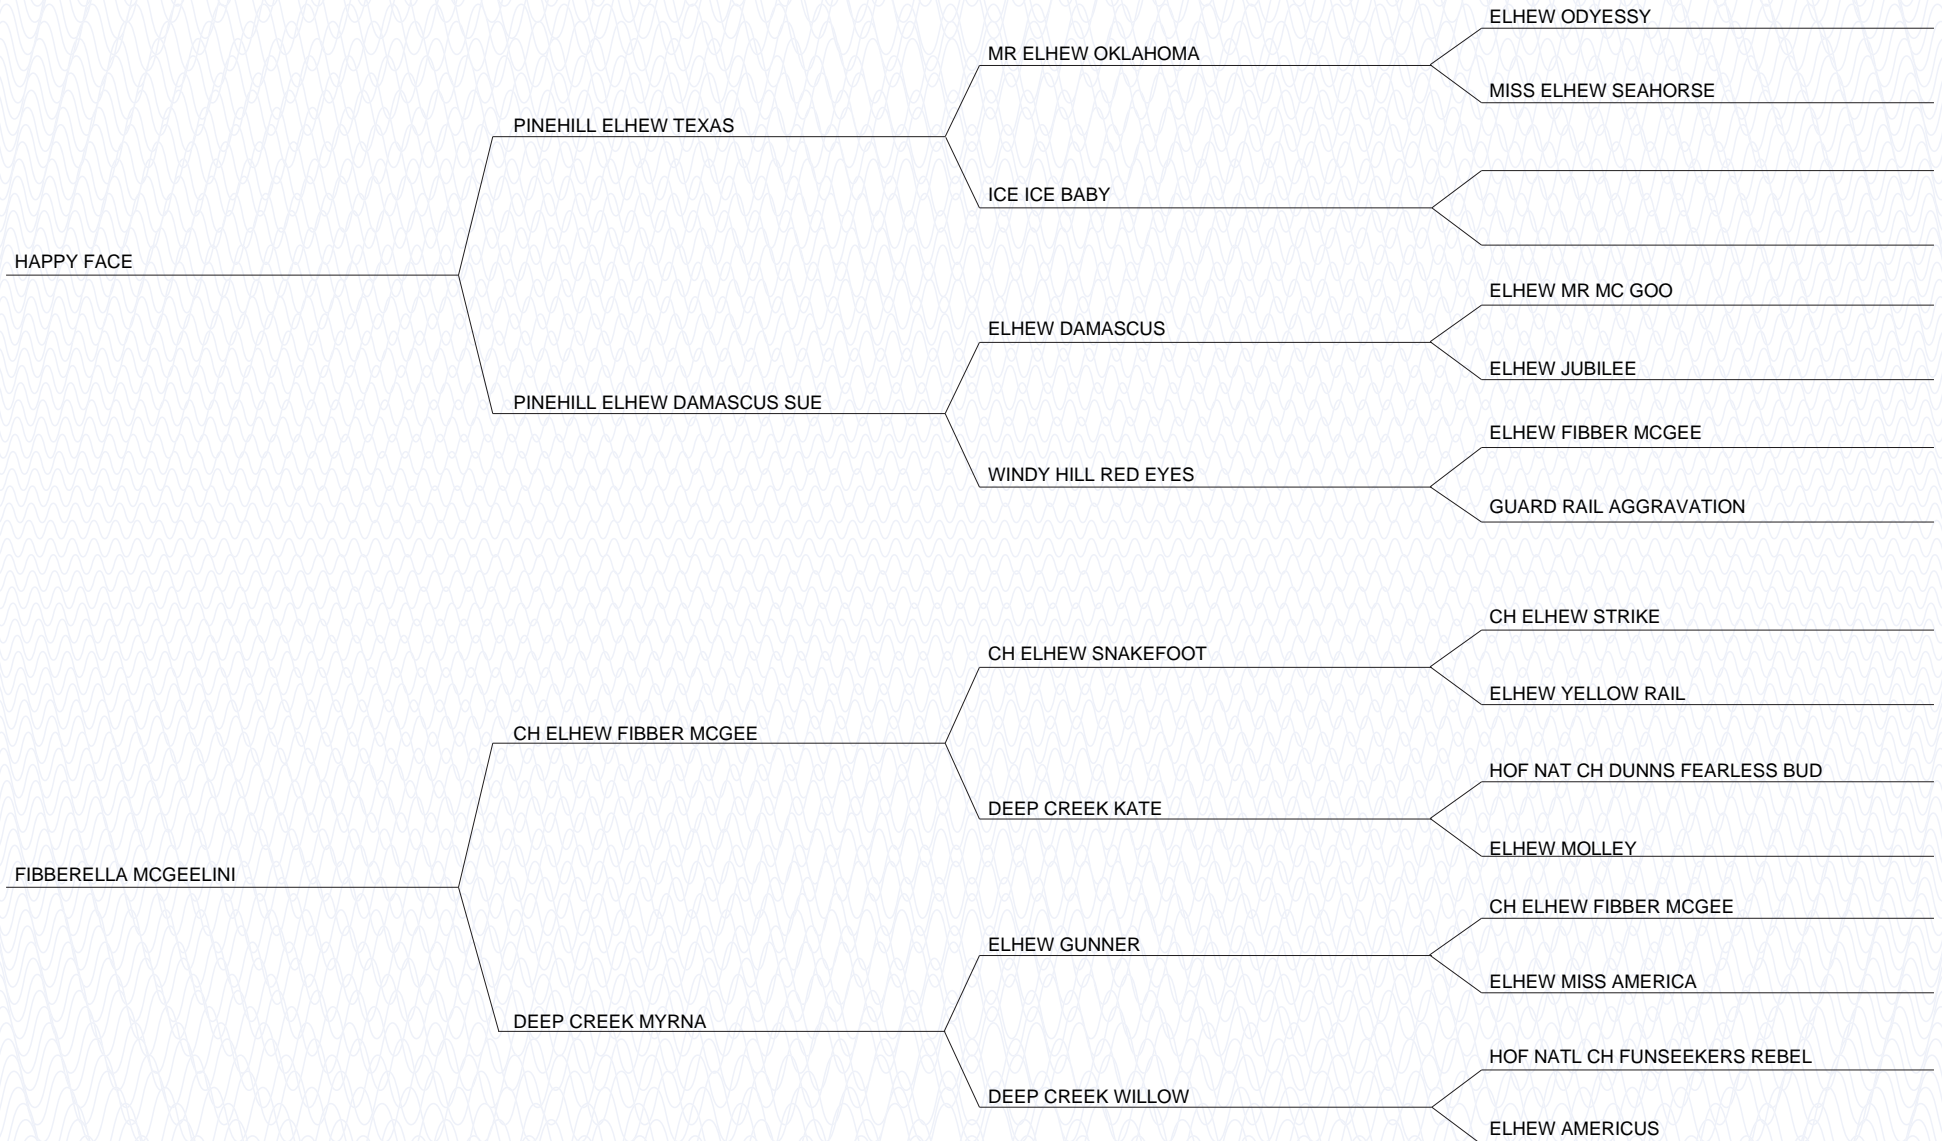 ELHEW ODYESSY
MR ELHEW OKLAHOMA
MISS ELHEW SEAHORSE
PINEHILL ELHEW TEXAS
ICE ICE BABY
HAPPY FACE
ELHEW MR MC GOO
ELHEW DAMASCUS
ELHEW JUBILEE
PINEHILL ELHEW DAMASCUS SUE
ELHEW FIBBER MCGEE
WINDY HILL RED EYES
GUARD RAIL AGGRAVATION
CH ELHEW STRIKE
CH ELHEW SNAKEFOOT
ELHEW YELLOW RAIL
CH ELHEW FIBBER MCGEE
HOF NAT CH DUNNS FEARLESS BUD
DEEP CREEK KATE
ELHEW MOLLEY
FIBBERELLA MCGEELINI
CH ELHEW FIBBER MCGEE
ELHEW GUNNER
ELHEW MISS AMERICA
DEEP CREEK MYRNA
HOF NATL CH FUNSEEKERS REBEL
DEEP CREEK WILLOW
ELHEW AMERICUS